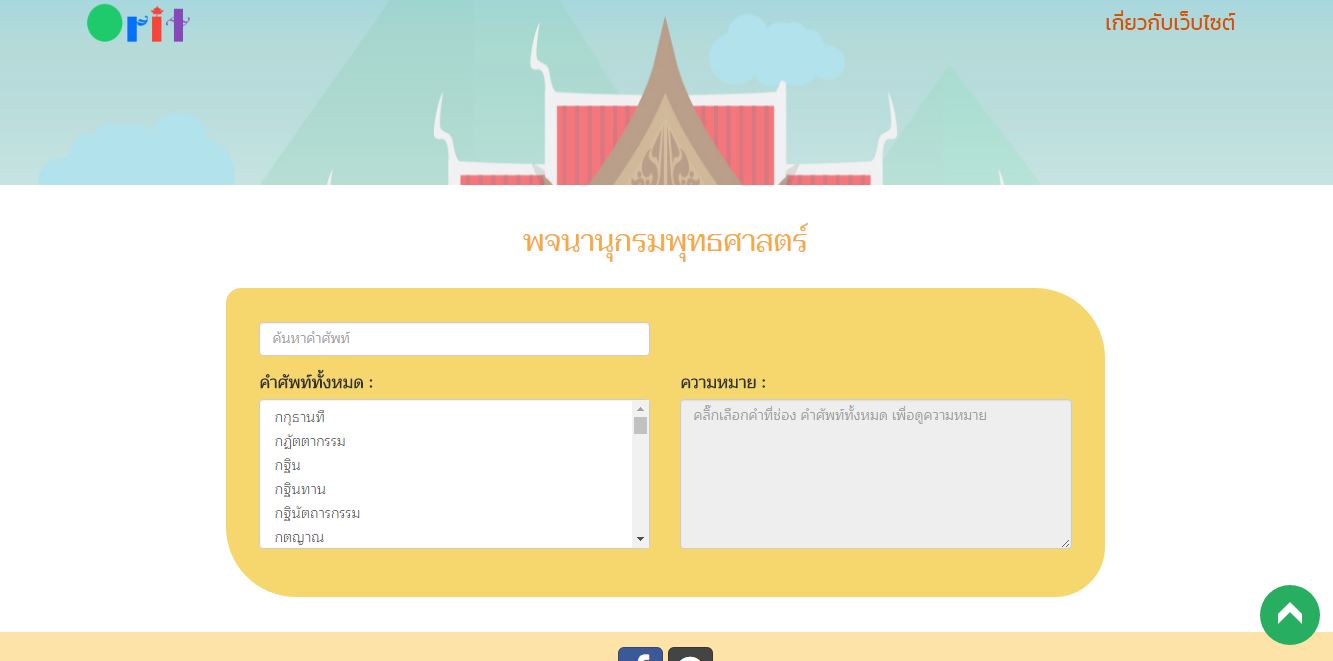 Orit
เกี่ยวกับเว็บไซต์
พจนานุกรมพุทธศาสตร์
ค้นหาคำศัพท์
คำศัพท์ทั้งหมด :
กกุธานที
กฏัตตากรรม
กฐิน
กฐินทาน
กฐินัตถารกรรม
กตญาณ
ความหมาย :
คลิ๊กเลือกคำที่ช่อง คำศัพท์ทั้งหมด เพื่อดูความหมาย